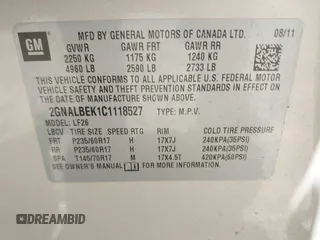 GM
MFD BY GENERAL MOTORS OF CANADA LTD. 08/11
GVWR GAWR FRT GAWR RR
2250 KG 1175 KG 1240 KG
4960 LB 2590 LB 2733 LB
THIS VEHICLE CONFORMS TO ALL APPLICABLE U.S. FEDERAL
MOTOR VEHICLE SAFETY AND THEFT PREVENTION STANDARDS IN EFFECT ON THE DATE OF
MANUFACTURE SHOWN ABOVE.
2GNALBEK1C1118527 TYPE: M.P.V.
MODEL: LF26
LBCV TIRE SIZE SPEED RTG RIM COLD TIRE PRESSURE
FRT P235/60R17 H 17X7J 240KPA(35PSI)
RR P235/60R17 H 17X7J 240KPA(35PSI)
SPA T145/70R17 M 17X4.5T 420KPA(60PSI)
SEE OWNER'S MANUAL FOR ADDITIONAL INFORMATION.
DREAMBID